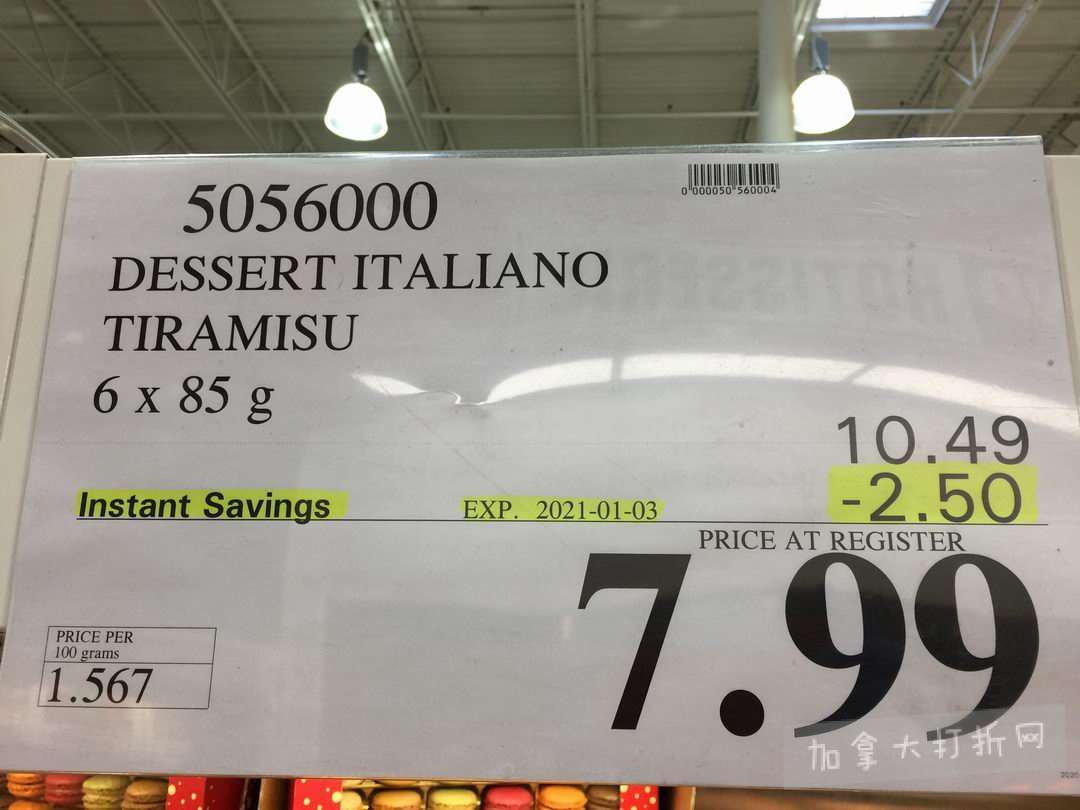 5056000
0 000050 560004
DESSERT ITALIANO
TIRAMISU
6 x 85 g
10.49
-2.50
Instant Savings EXP. 2021-01-03
PRICE AT REGISTER
7.99
PRICE PER
100 grams
1.567
加拿大打折网